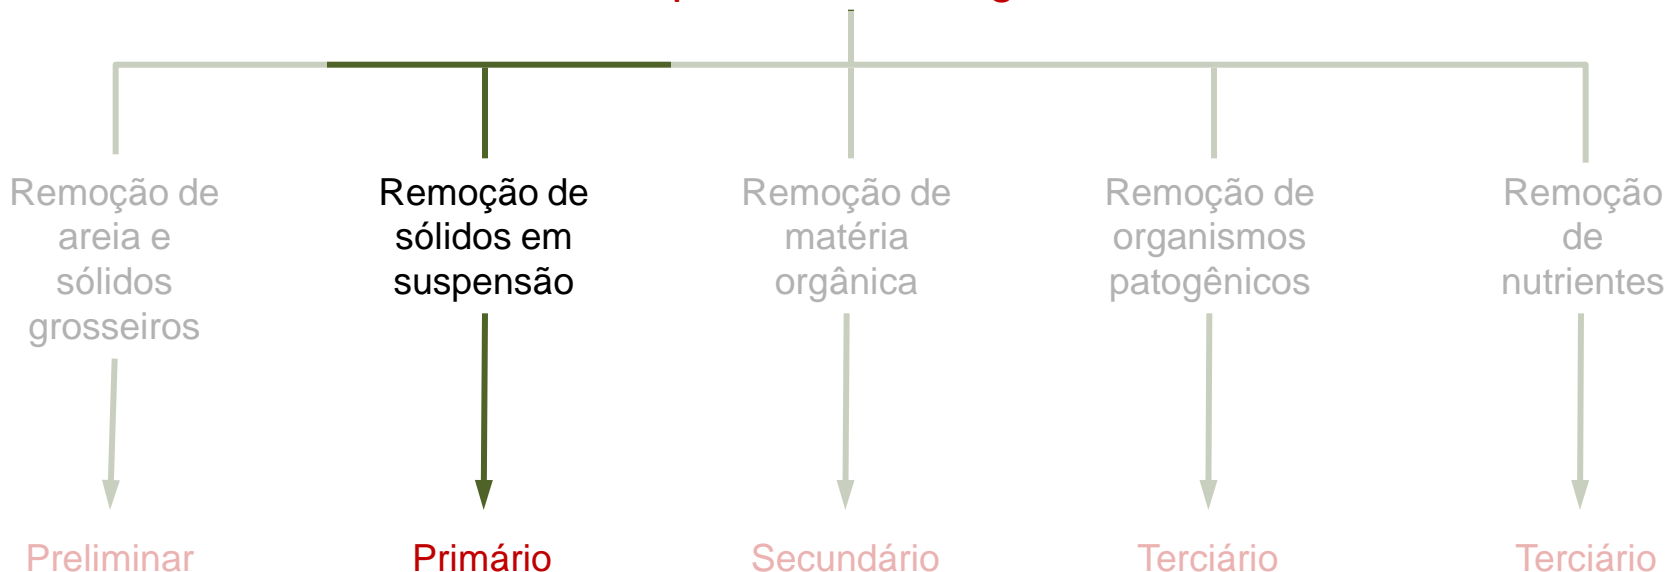 Remoção de
areia e
sólidos
grosseiros
Remoção de
sólidos em
suspensão
Remoção de
matéria
orgânica
Remoção de
organismos
patogênicos
Remoção
de
nutrientes
Preliminar
Primário
Secundário
Terciário
Terciário